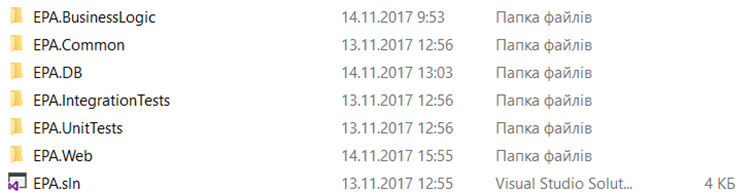 EPA.BusinessLogic 14.11.2017 9:53 Папка файлів
EPA.Common 13.11.2017 12:56 Папка файлів
EPA.DB 14.11.2017 13:03 Папка файлів
EPA.IntegrationTests 13.11.2017 12:56 Папка файлів
EPA.UnitTests 13.11.2017 12:56 Папка файлів
EPA.Web 14.11.2017 15:55 Папка файлів
EPA.sln 13.11.2017 12:55 Visual Studio Solut... 4 КБ